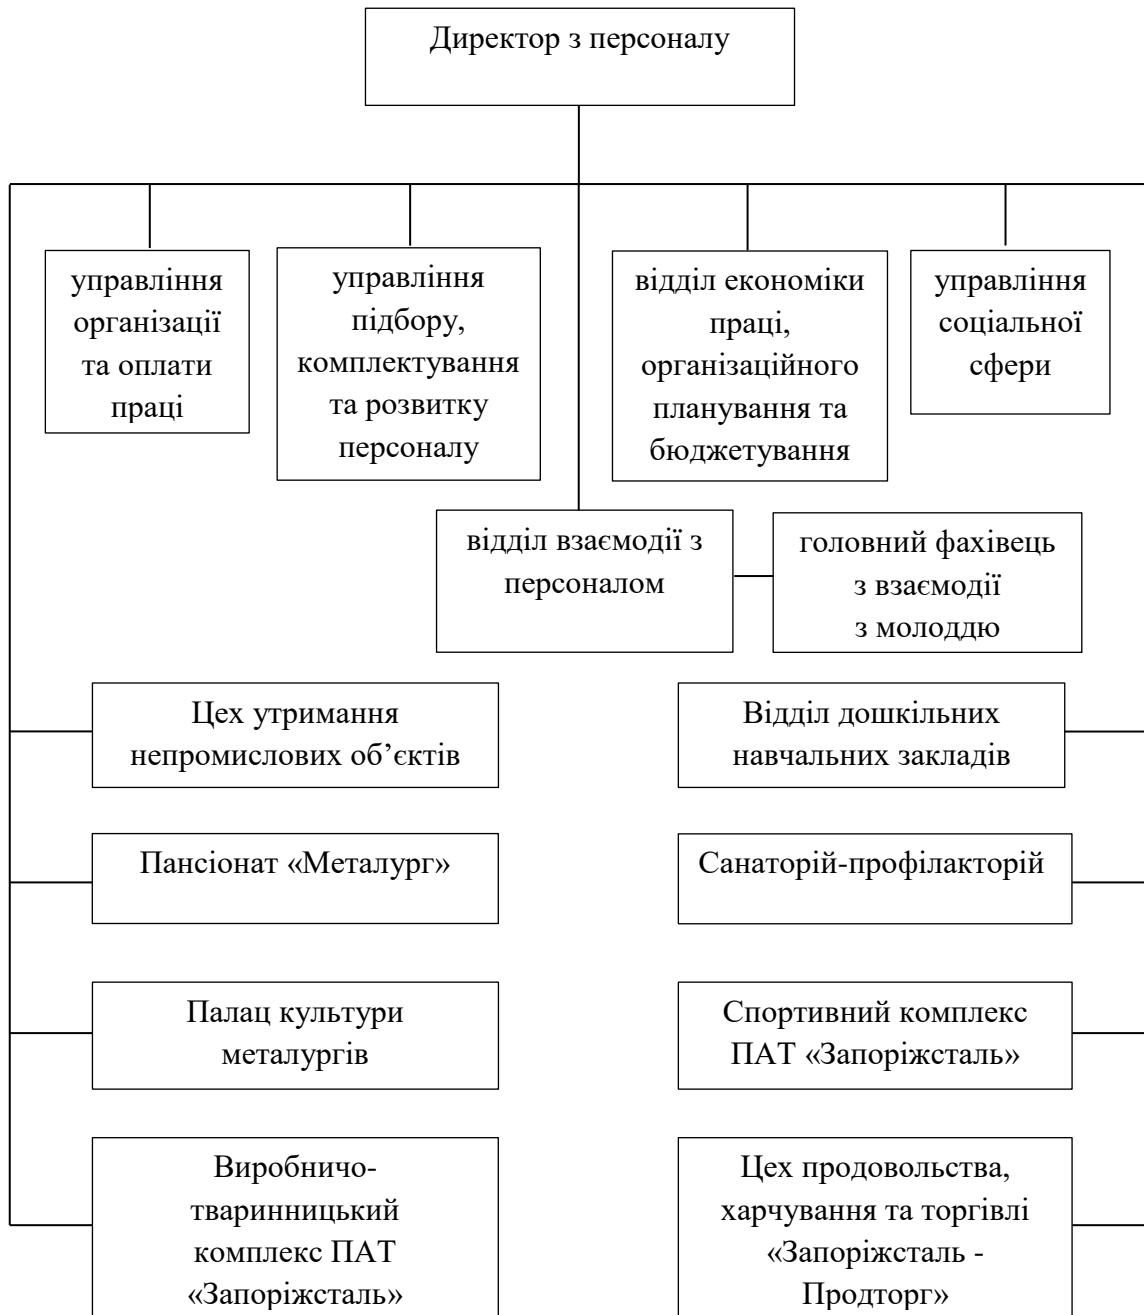 Директор з персоналу
управління
організації
та оплати
праці
управління
підбору,
комплектування
та розвитку
персоналу
відділ економіки
праці,
організаційного
планування та
бюджетування
управління
соціальної
сфери
відділ взаємодії з
персоналом
головний фахівець
з взаємодії
з молоддю
Цех утримання
непромислових об’єктів
Відділ дошкільних
навчальних закладів
Пансіонат «Металург»
Санаторій-профілакторій
Палац культури
металургів
Спортивний комплекс
ПАТ «Запоріжсталь»
Виробничо-
тваринницький
комплекс ПАТ
«Запоріжсталь»
Цех продовольства,
харчування та торгівлі
«Запоріжсталь -
Продторг»